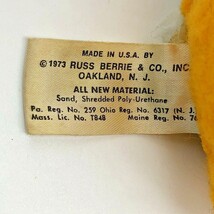 MADE IN U.S.A. BY
©1973 RUSS BERRIE & CO., INC.
OAKLAND, N. J.
ALL NEW MATERIAL:
Sand, Shredded Poly-Urethane
Pa. Reg. No. 259 Ohio Reg. No. 6317 (N. J.)
Mass. Lic. No. T848 Maine Reg. No. 76